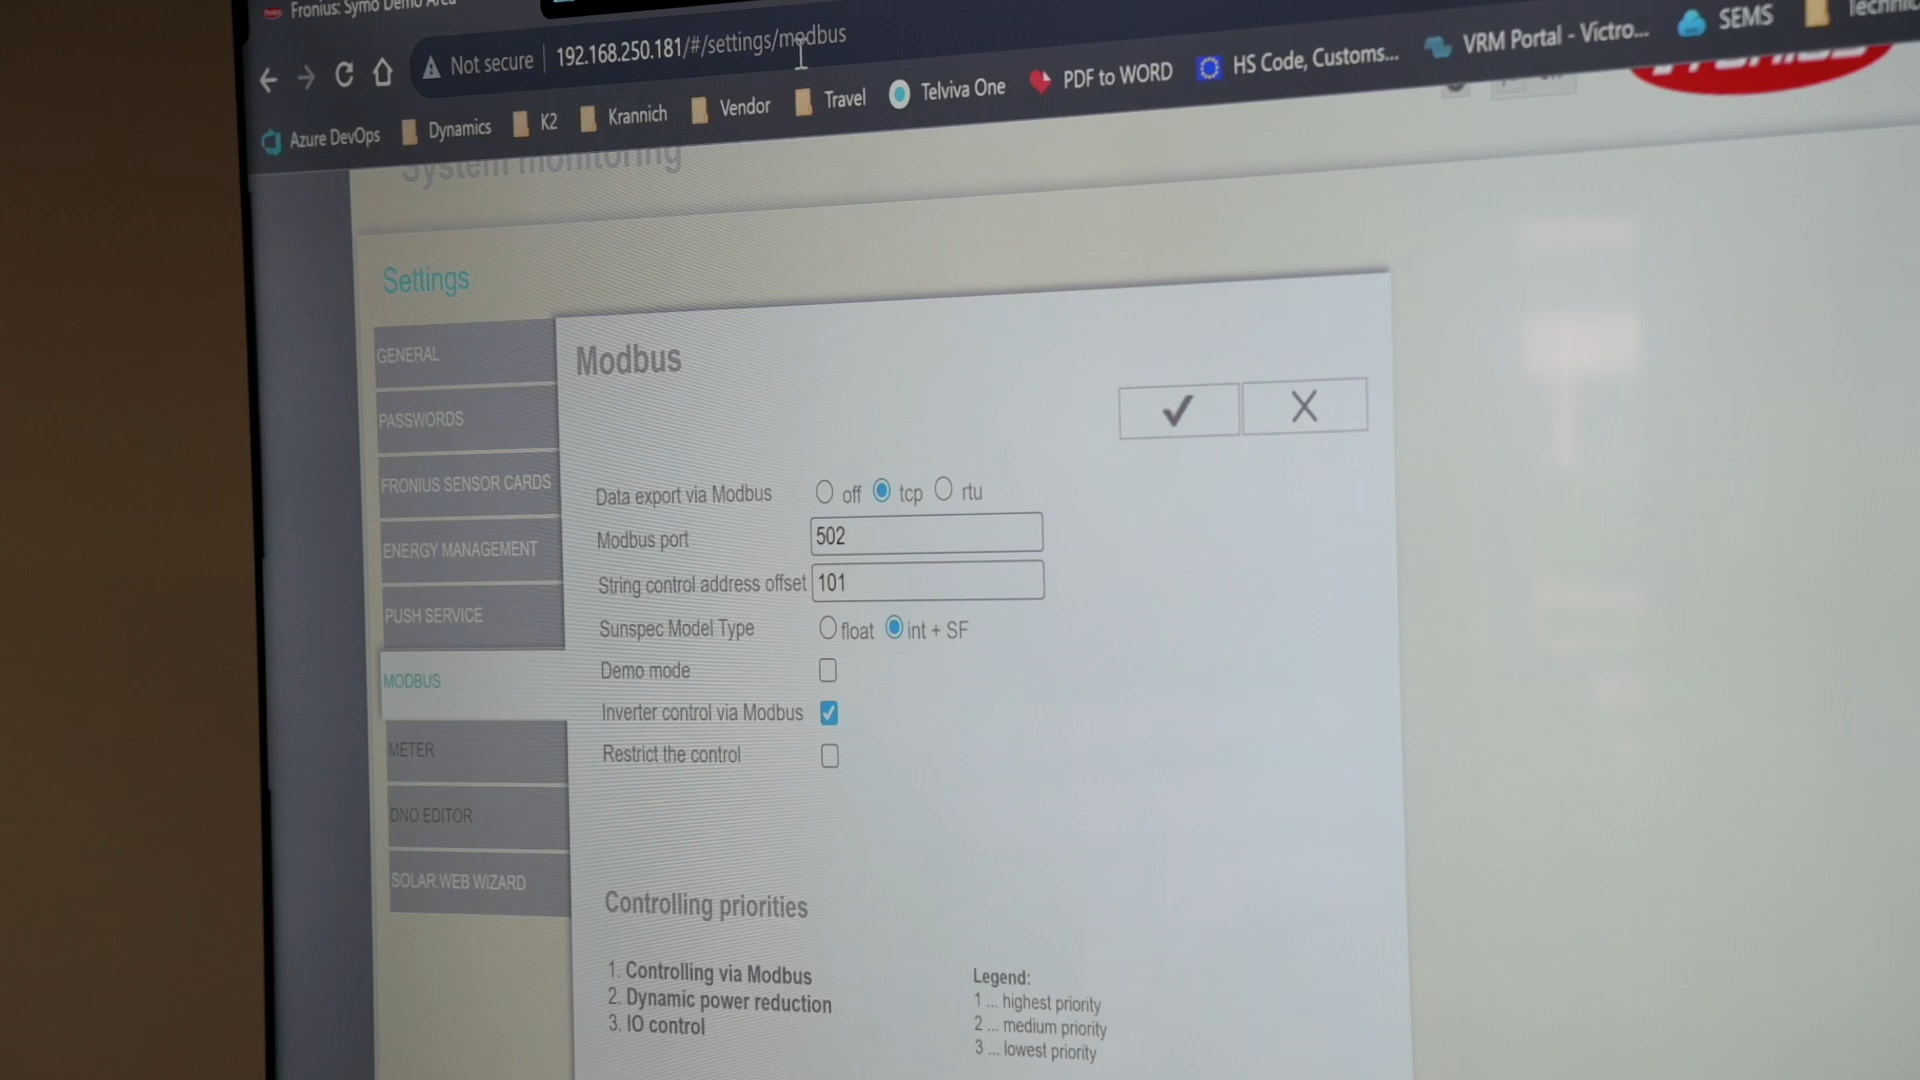 Fronius: Symo Demo Area
Not secure | 192.168.250.181/#/settings/modbus
Azure DevOps Dynamics K2 Krannich Vendor Travel Telviva One PDF to WORD HS Code, Customs... VRM Portal - Victro... SEMS
System monitoring
Settings
GENERAL
PASSWORDS
FRONIUS SENSOR CARDS
ENERGY MANAGEMENT
PUSH SERVICE
MODBUS
METER
DNO EDITOR
SOLAR.WEB WIZARD
Modbus
Data export via Modbus off tcp rtu
Modbus port 502
String control address offset 101
Sunspec Model Type float int + SF
Demo mode
Inverter control via Modbus
Restrict the control
Controlling priorities
1. Controlling via Modbus
2. Dynamic power reduction
3. IO control
Legend:
1 ... highest priority
2 ... medium priority
3 ... lowest priority